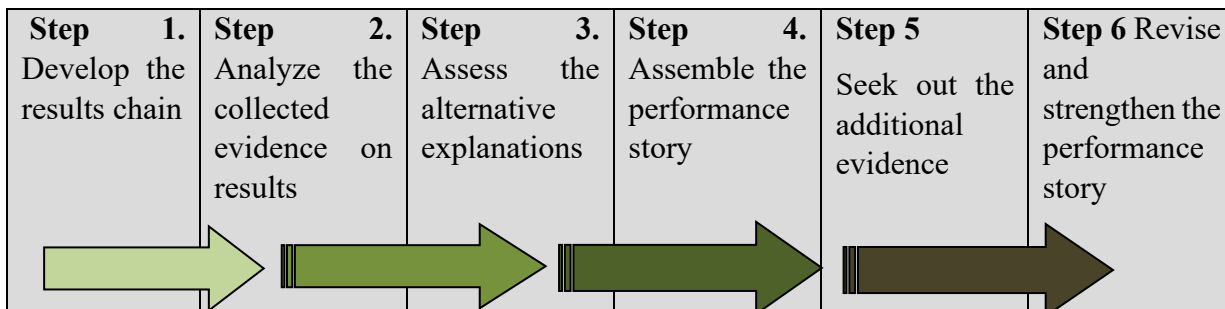 Step 1.
Develop the
results chain
Step 2.
Analyze the
collected
evidence on
results
Step 3.
Assess the
alternative
explanations
Step 4.
Assemble the
performance
story
Step 5
Seek out the
additional
evidence
Step 6 Revise
and
strengthen the
performance
story